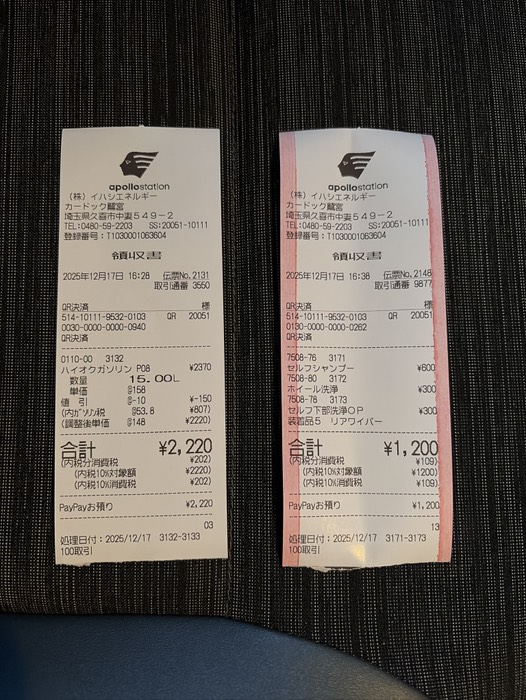 apollostation
(株)イハシエネルギー
カードック鷲宮
埼玉県久喜市中妻549-2
TEL:0480-59-2203 SS:20051-10111
登録番号:T1030001063604
領収書
2025年12月17日 16:28 伝票No.2131
取引通番 3550
QR決済 様
514-10111-9532-0103 QR 20051
0030-0000-0000-0940
QR決済
0110-00 3132
ハイオクガソリン P08 ¥2370
数量 15.00L
単価 @158
値引 @-10 ¥-150
(内ガソリン税 @53.8 ¥807)
(調整後単価 @148 ¥2220)
合計 ¥2,220
(内税分消費税 ¥202)
(内税10%対象額 ¥2220)
(内税10%消費税 ¥202)
PayPayお預り ¥2,220
03
処理日付:2025/12/17 3132-3133
100取引
apollostation
(株)イハシエネルギー
カードック鷲宮
埼玉県久喜市中妻549-2
TEL:0480-59-2203 SS:20051-10111
登録番号:T1030001063604
領収書
2025年12月17日 16:38 伝票No.2148
取引通番 9877
QR決済 様
514-10111-9532-0103 QR 20051
0130-0000-0000-0262
QR決済
7508-76 3171
セルフシャンプー ¥600
7508-80 3172
ホイール洗浄 ¥300
7508-78 3173
セルフ下部洗浄OP ¥300
装着品5 リアワイパー
合計 ¥1,200
(内税分消費税 ¥109)
(内税10%対象額 ¥1200)
(内税10%消費税 ¥109)
PayPayお預り ¥1,200
13
処理日付:2025/12/17 3171-3173
100取引